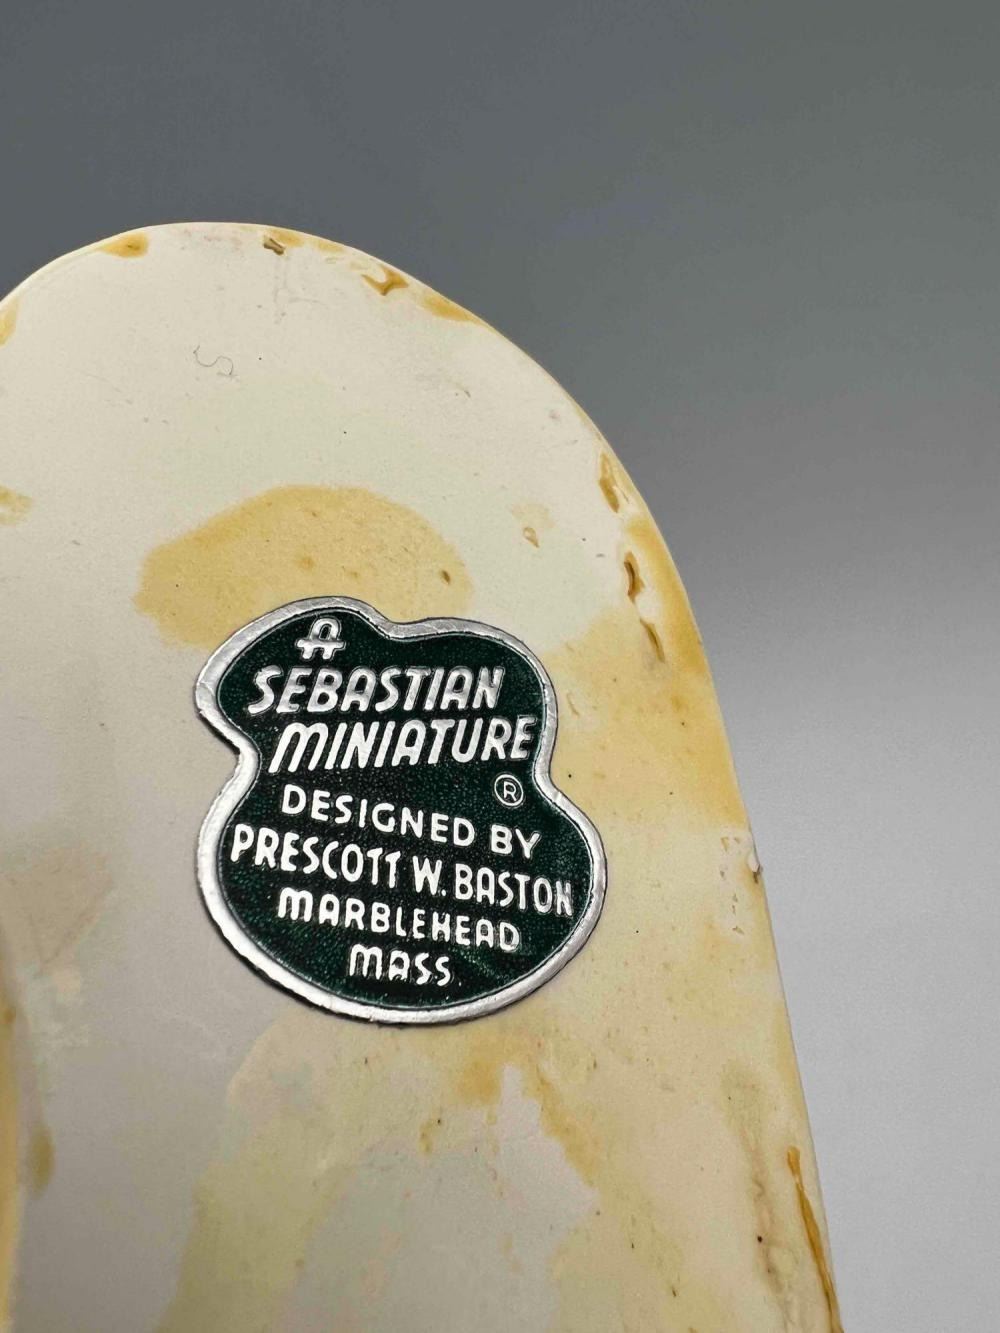 A SEBASTIAN
MINIATURE
®
DESIGNED BY
PRESCOTT W. BASTON
MARBLEHEAD
MASS.